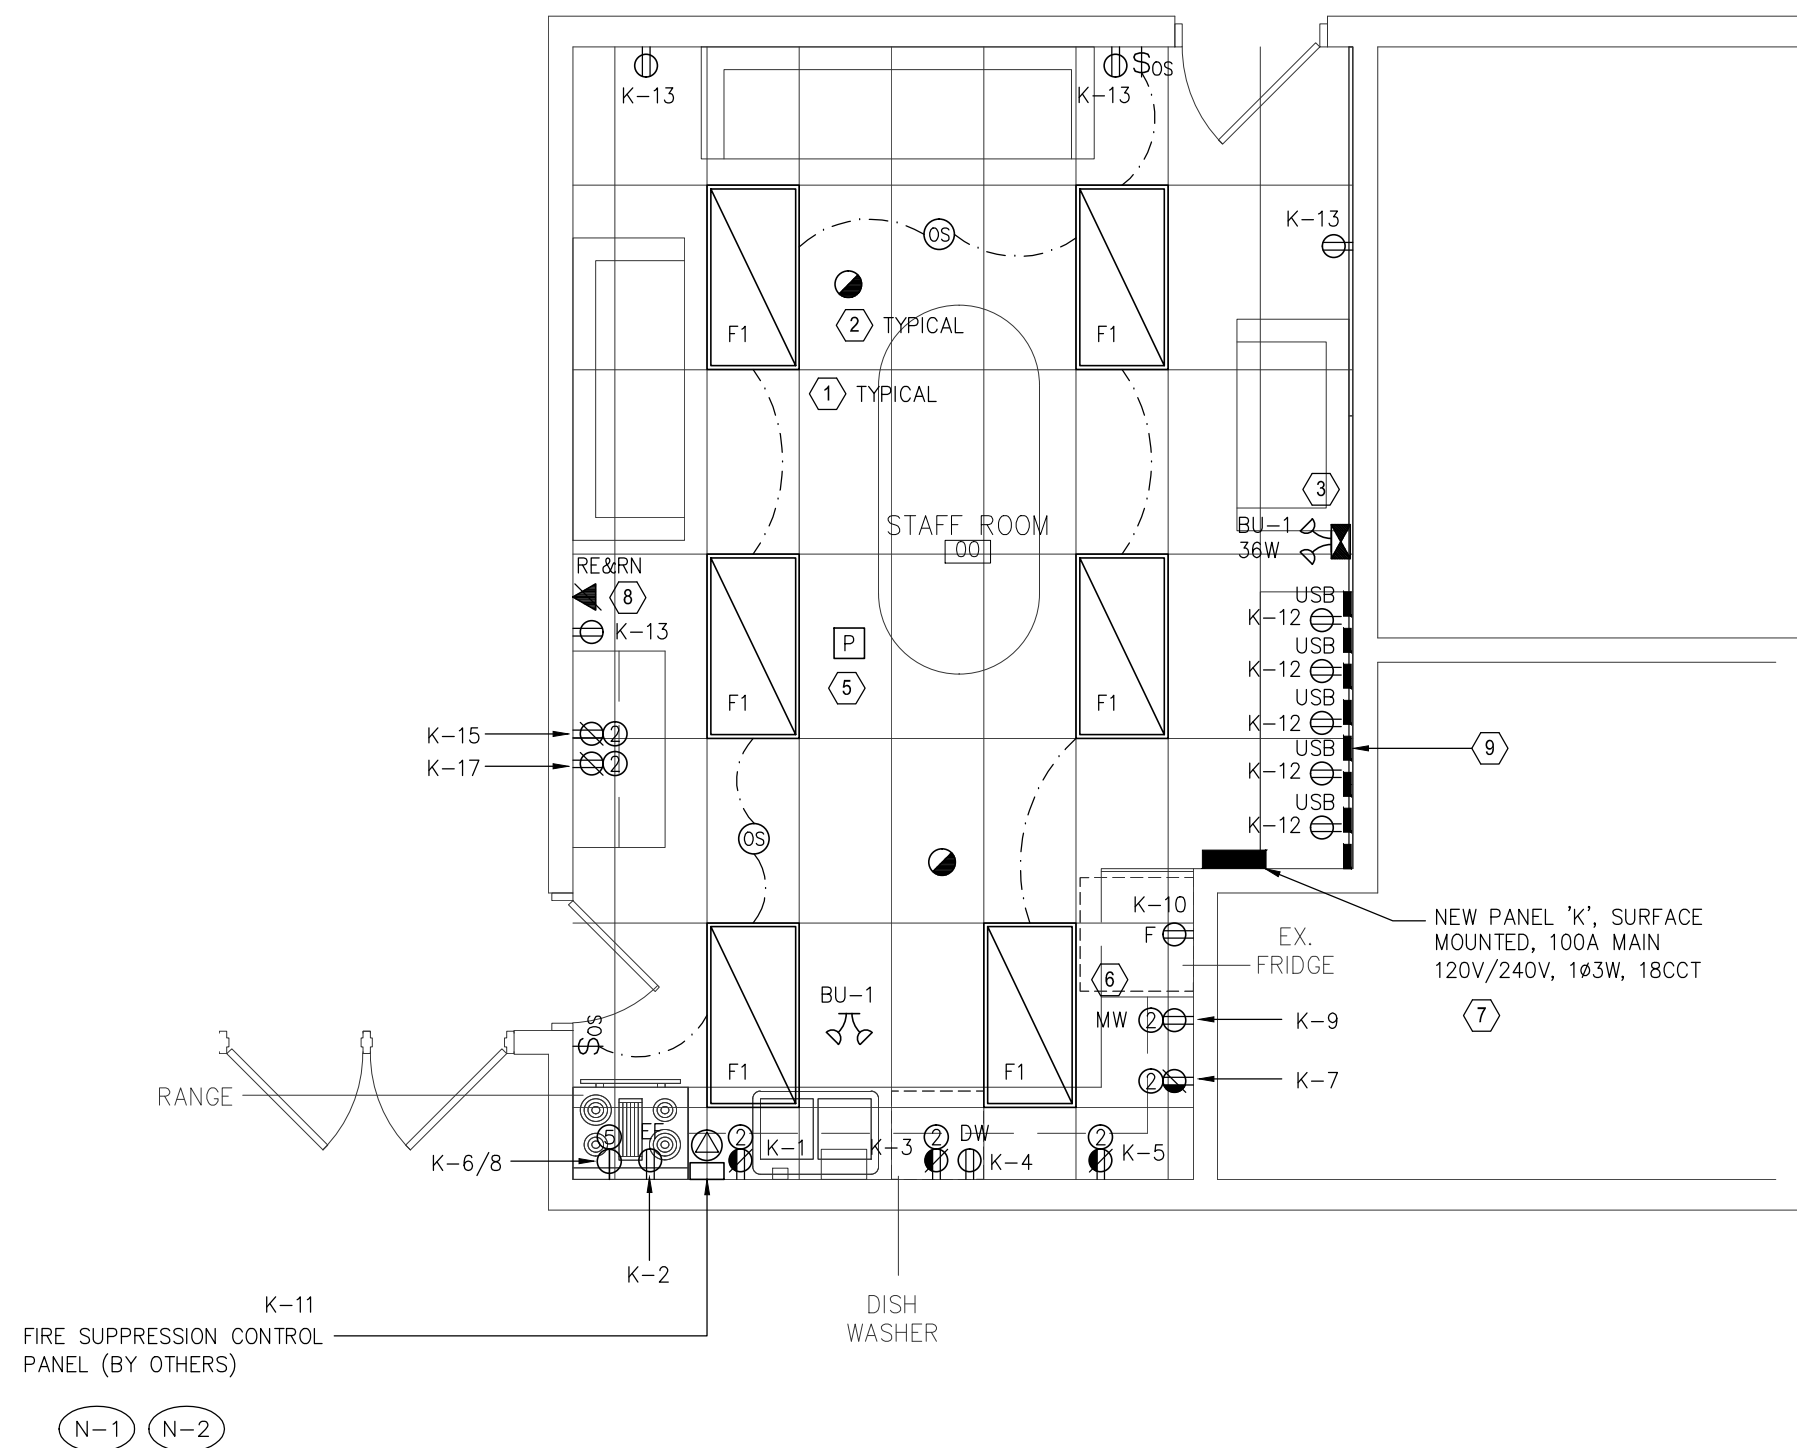 K-13
K-13
SOS
K-13
OS
2 TYPICAL
F1
F1
1 TYPICAL
3
STAFF ROOM
00
BU-1
36W
RE&RN
8
K-13
USB
K-12
USB
K-12
USB
K-12
USB
K-12
USB
K-12
P
5
F1
F1
K-15
2
K-17
2
9
OS
K-10
F
EX.
FRIDGE
NEW PANEL 'K', SURFACE
MOUNTED, 100A MAIN
120V/240V, 1ø3W, 18CCT
7
6
BU-1
MW
2
K-9
SOS
F1
F1
2
K-7
RANGE
5
EF
2
K-1
K-3
2
DW
K-4
2
K-5
K-6/8
K-2
K-11
FIRE SUPPRESSION CONTROL
PANEL (BY OTHERS)
DISH
WASHER
N-1 N-2